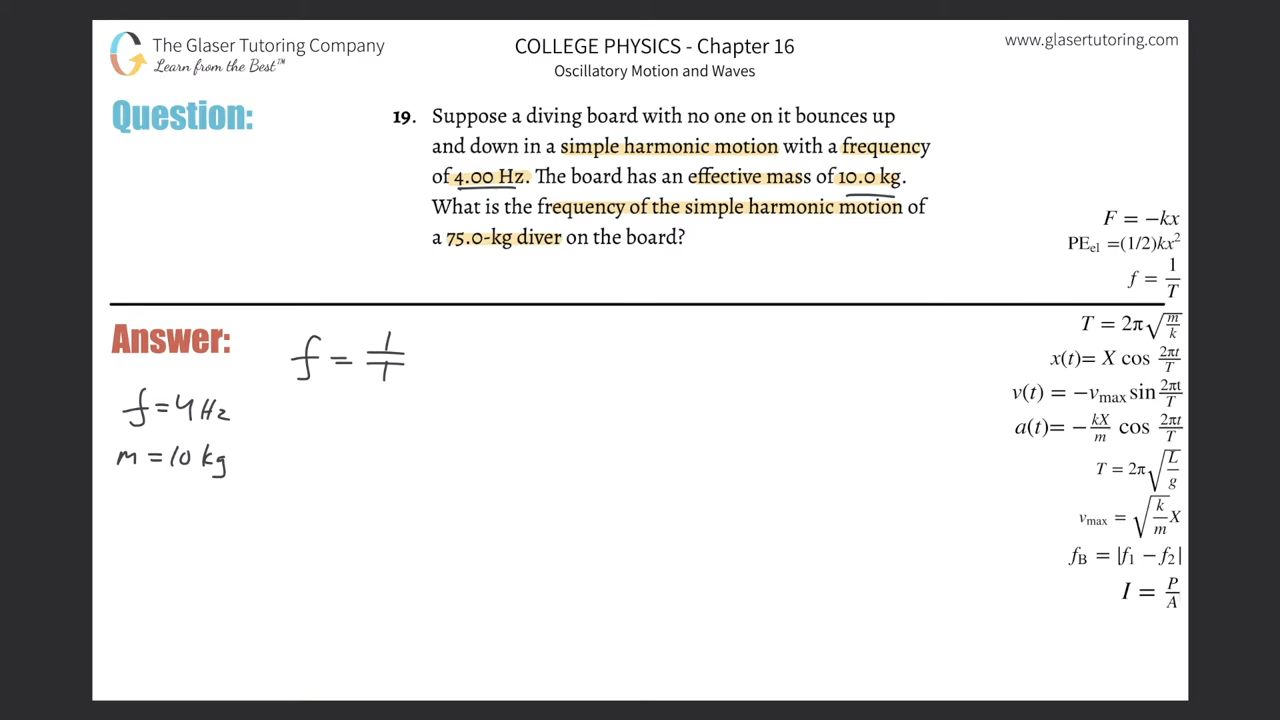 The Glaser Tutoring Company
Learn from the Best™
COLLEGE PHYSICS - Chapter 16
Oscillatory Motion and Waves
www.glasertutoring.com
Question:
19. Suppose a diving board with no one on it bounces up
and down in a simple harmonic motion with a frequency
of 4.00 Hz. The board has an effective mass of 10.0 kg.
What is the frequency of the simple harmonic motion of
a 75.0-kg diver on the board?
F = −kx
PEel =(1/2)kx²
f = 1/T
Answer:
f = 1/T
f = 4 Hz
m = 10 kg
T = 2π√(m/k)
x(t)= X cos 2πt/T
v(t) = −vmax sin 2πt/T
a(t)= −kX/m cos 2πt/T
T = 2π√(L/g)
vmax = √(k/m)X
fB = |f1 − f2|
I = P/A